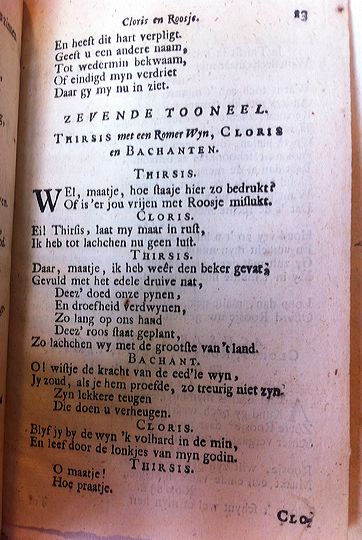 Cloris en Roosje. 23
En heeft dit hart verpligt.
Geeft u een andere naam,
Tot wedermin bekwaam,
Of eindigd myn verdriet
Daar gy my nu in ziet.
ZEVENDE TOONEEL.
THIRSIS met een Romer Wyn, CLORIS
en BACHANTEN.
THIRSIS.
WEl, maatje, hoe staaje hier zo bedrukt?
Of is 'er jou vrijen met Roosje mislukt.
CLORIS.
Ei! Thirsis, laat my maar in rust,
Ik heb tot lachchen nu geen lust.
THIRSIS.
Daar, maatje, ik heb weêr den beker gevat;
Gevuld met het edele druive nat,
Deez' doed onze pynen,
En droefheid verdwynen,
Zo lang op ons hand
Deez' roos staat geplant,
Zo lachchen wy met de grootste van 't land.
BACHANT.
O! wistje de kracht van de eed'le wyn,
Jy zoud, als je hem proefde, zo treurig niet zyn.
Zyn lekkere teugen
Die doen u verheugen.
CLORIS.
Blyf jy by de wyn 'k volhard in de min,
En leef door de lonkjes van myn godin.
THIRSIS.
O maatje!
Hoe praatje.
CLO-